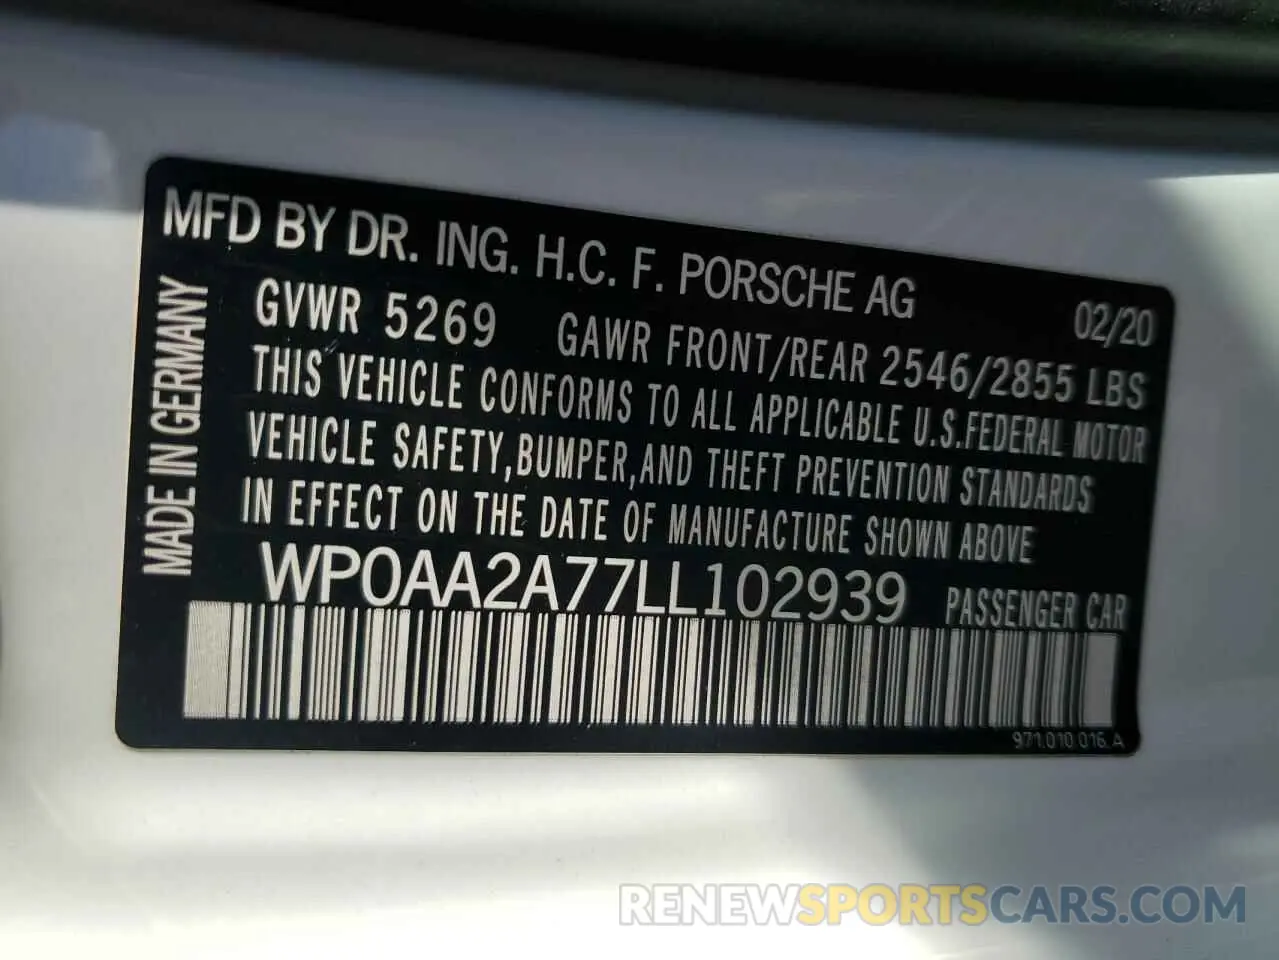 MFD BY DR. ING. H.C. F. PORSCHE AG 02/20
MADE IN GERMANY
GVWR 5269 GAWR FRONT/REAR 2546/2855 LBS
THIS VEHICLE CONFORMS TO ALL APPLICABLE U.S.FEDERAL MOTOR
VEHICLE SAFETY,BUMPER,AND THEFT PREVENTION STANDARDS
IN EFFECT ON THE DATE OF MANUFACTURE SHOWN ABOVE
WP0AA2A77LL102939 PASSENGER CAR
971.010.016.A
RENEWSPORTSCARS.COM